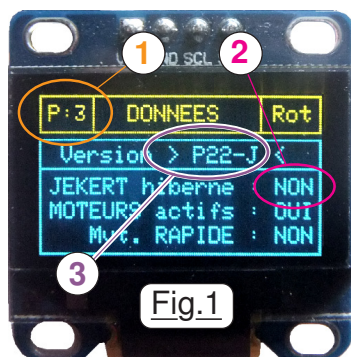 1 2
ND SCL
P:3 DONNEES Rot
Version > P22-J <
JEKERT hiberne : NON
MOTEURS actifs : OUI
Mvt. RAPIDE : NON
3
Fig.1